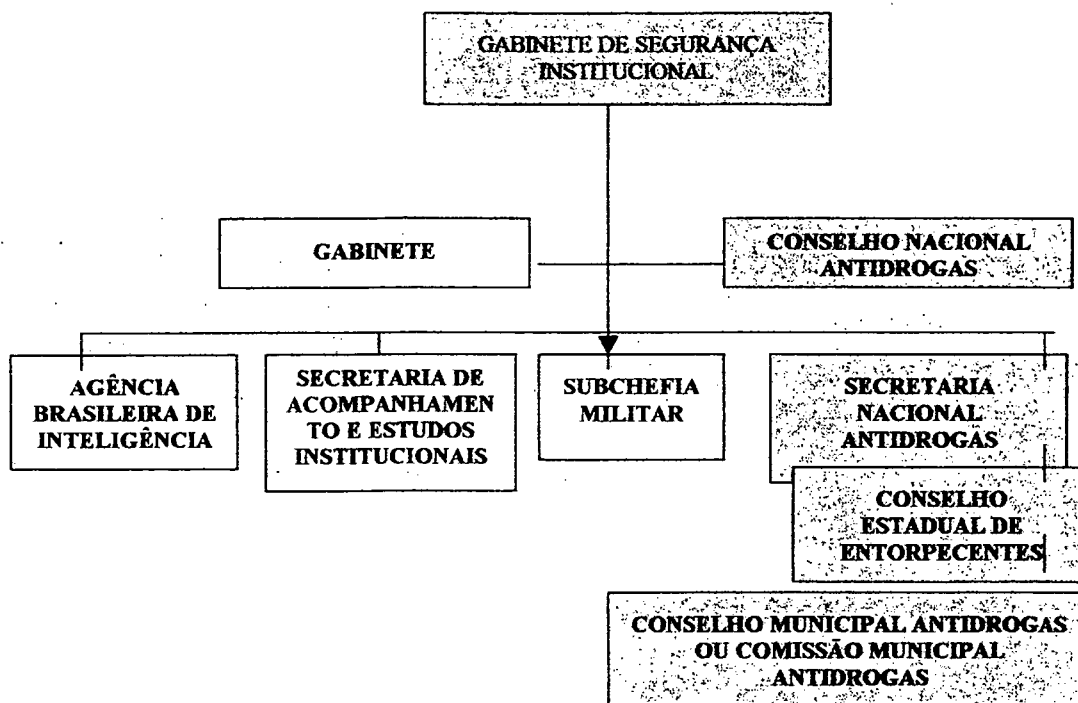 GABINETE DE SEGURANÇA
INSTITUCIONAL
GABINETE
CONSELHO NACIONAL
ANTIDROGAS
AGÊNCIA
BRASILEIRA DE
INTELIGÊNCIA
SECRETARIA DE
ACOMPANHAMEN
TO E ESTUDOS
INSTITUCIONAIS
SUBCHEFIA
MILITAR
SECRETARIA
NACIONAL
ANTIDROGAS
CONSELHO
ESTADUAL DE
ENTORPECENTES
CONSELHO MUNICIPAL ANTIDROGAS
OU COMISSÃO MUNICIPAL
ANTIDROGAS